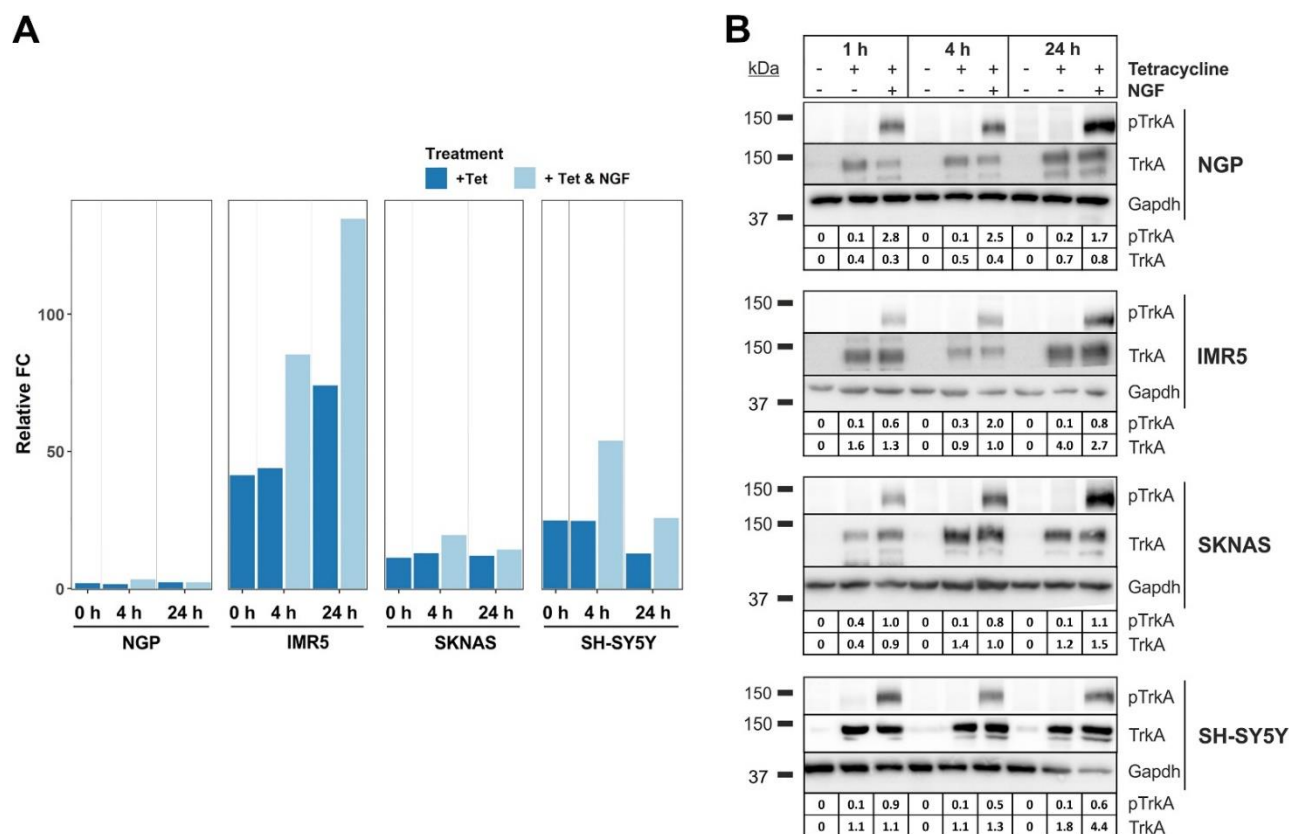 A
Treatment
+Tet + Tet & NGF
Relative FC
100
50
0
0 h 4 h 24 h
0 h 4 h 24 h
0 h 4 h 24 h
0 h 4 h 24 h
NGP IMR5 SKNAS SH-SY5Y
B
1 h 4 h 24 h
kDa - + + - + + - + + Tetracycline
- - + - - + - - + NGF
150 pTrkA
150 TrkA
NGP
Gapdh
37
0 0.1 2.8 0 0.1 2.5 0 0.2 1.7 pTrkA
0 0.4 0.3 0 0.5 0.4 0 0.7 0.8 TrkA
150 pTrkA
150 TrkA
IMR5
Gapdh
37
0 0.1 0.6 0 0.3 2.0 0 0.1 0.8 pTrkA
0 1.6 1.3 0 0.9 1.0 0 4.0 2.7 TrkA
150 pTrkA
150 TrkA
SKNAS
Gapdh
37
0 0.4 1.0 0 0.1 0.8 0 0.1 1.1 pTrkA
0 0.4 0.9 0 1.4 1.0 0 1.2 1.5 TrkA
150 pTrkA
150 TrkA
SH-SY5Y
Gapdh
37
0 0.1 0.9 0 0.1 0.5 0 0.1 0.6 pTrkA
0 1.1 1.1 0 1.1 1.3 0 1.8 4.4 TrkA